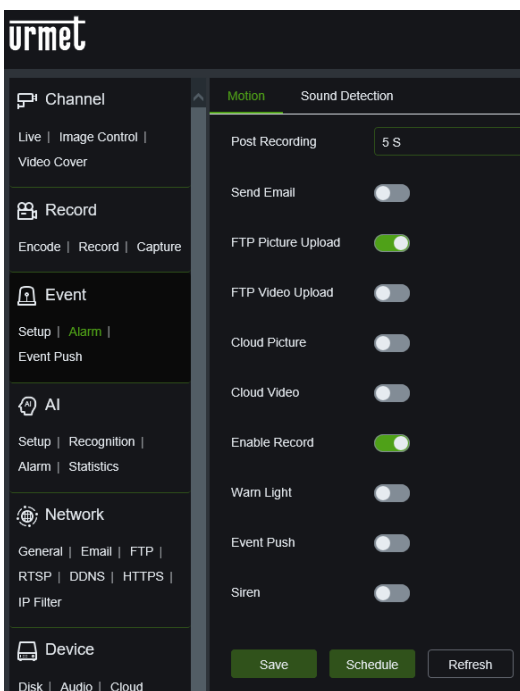 urmet
Channel
Live | Image Control |
Video Cover
Record
Encode | Record | Capture
Event
Setup | Alarm |
Event Push
AI
AI
Setup | Recognition |
Alarm | Statistics
Network
General | Email | FTP |
RTSP | DDNS | HTTPS |
IP Filter
Device
Disk | Audio | Cloud
Motion Sound Detection
Post Recording 5 S
Send Email
FTP Picture Upload
FTP Video Upload
Cloud Picture
Cloud Video
Enable Record
Warn Light
Event Push
Siren
Save Schedule Refresh